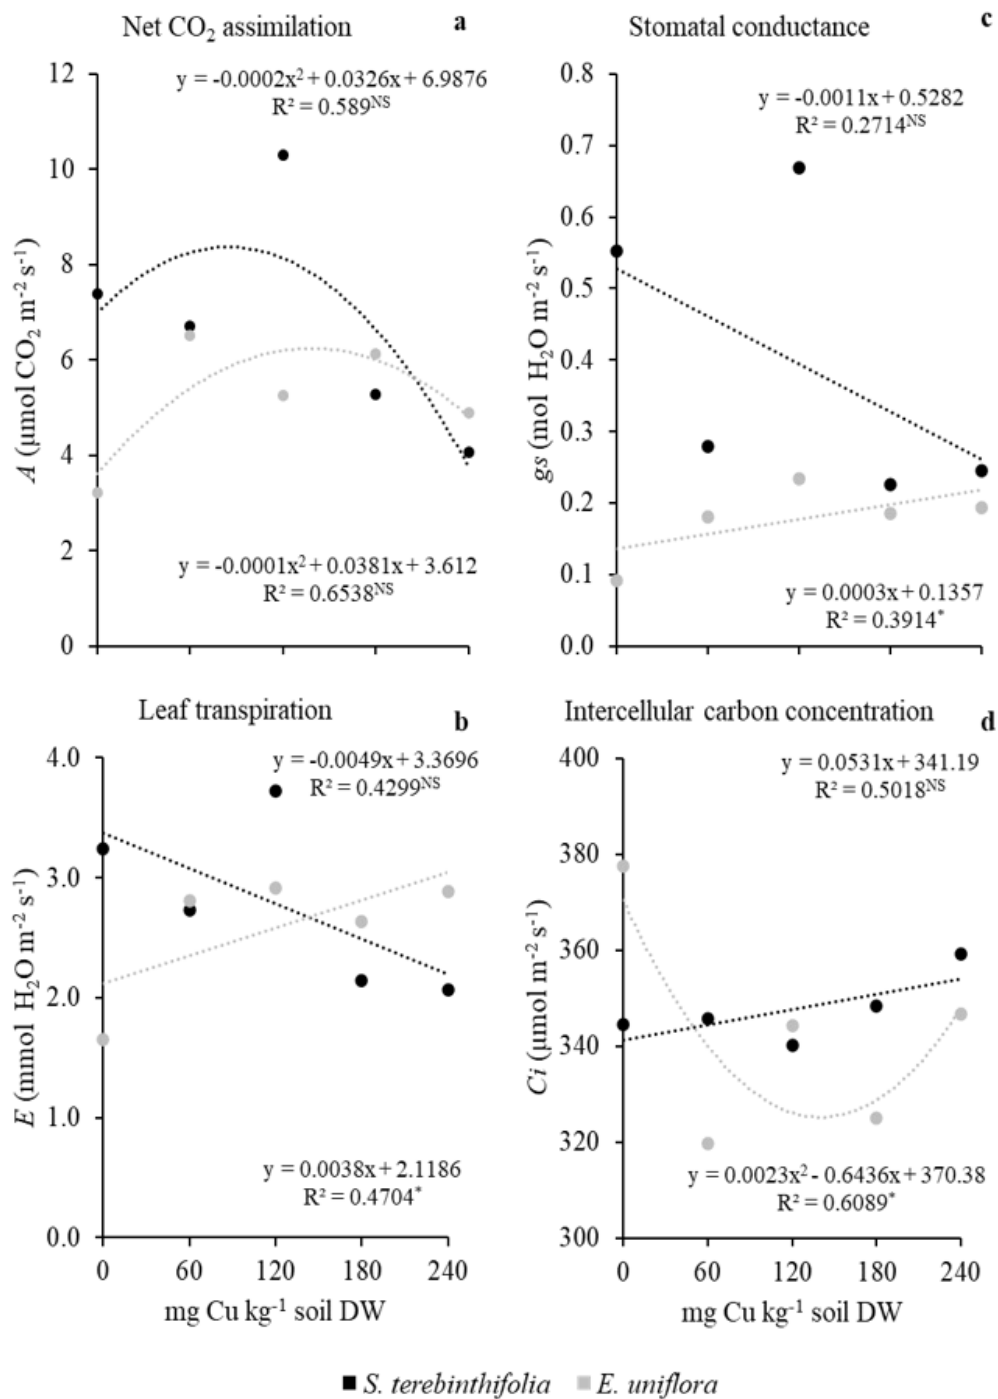 Net CO₂ assimilation
a
y = -0.0002x² + 0.0326x + 6.9876
R² = 0.589ᴺˢ
12
10
8
6
4
2
0
A (μmol CO₂ m⁻² s⁻¹)
y = -0.0001x² + 0.0381x + 3.612
R² = 0.6538ᴺˢ
Stomatal conductance
c
y = -0.0011x + 0.5282
R² = 0.2714ᴺˢ
0.8
0.7
0.6
0.5
0.4
0.3
0.2
0.1
0.0
gs (mol H₂O m⁻² s⁻¹)
y = 0.0003x + 0.1357
R² = 0.3914*
Leaf transpiration
b
y = -0.0049x + 3.3696
R² = 0.4299ᴺˢ
4.0
3.0
2.0
1.0
0.0
E (mmol H₂O m⁻² s⁻¹)
y = 0.0038x + 2.1186
R² = 0.4704*
0 60 120 180 240
mg Cu kg⁻¹ soil DW
Intercellular carbon concentration
d
y = 0.0531x + 341.19
R² = 0.5018ᴺˢ
400
380
360
340
320
300
Ci (μmol m⁻² s⁻¹)
y = 0.0023x² - 0.6436x + 370.38
R² = 0.6089*
0 60 120 180 240
mg Cu kg⁻¹ soil DW
S. terebinthifolia E. uniflora